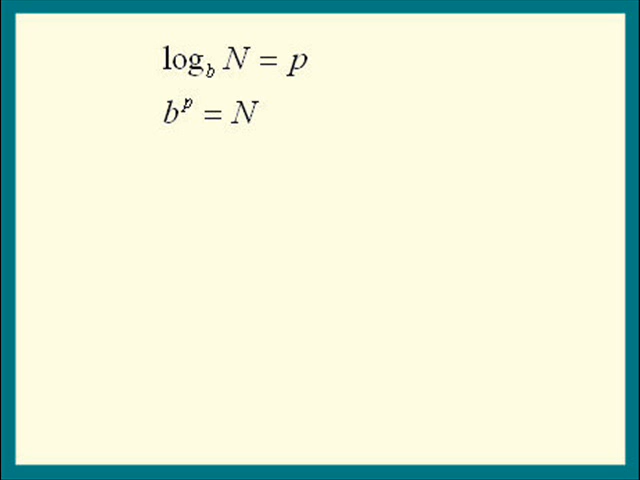 log_b N = p
b^p = N